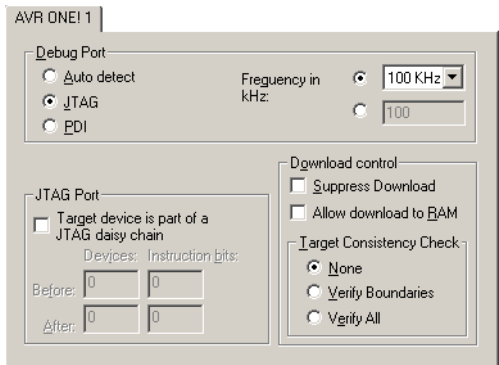 AVR ONE! 1
Debug Port
Auto detect
JTAG
PDI
Freguency in
kHz:
100 KHz
100
JTAG Port
Target device is part of a
JTAG daisy chain
Devices: Instruction bits:
Before: 0 0
After: 0 0
Download control
Suppress Download
Allow download to RAM
Target Consistency Check
None
Verify Boundaries
Verify All